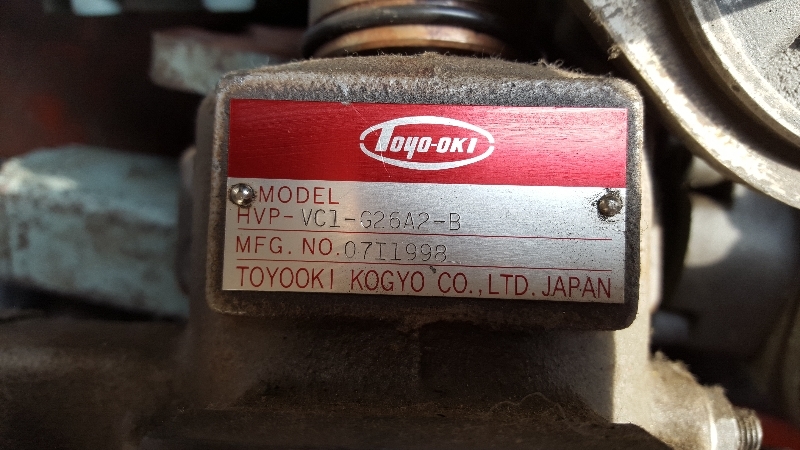 TOYO-OKI
MODEL
HVP-VC1-G26A2-B
MFG. NO. 07I1998
TOYOOKI KOGYO CO., LTD. JAPAN